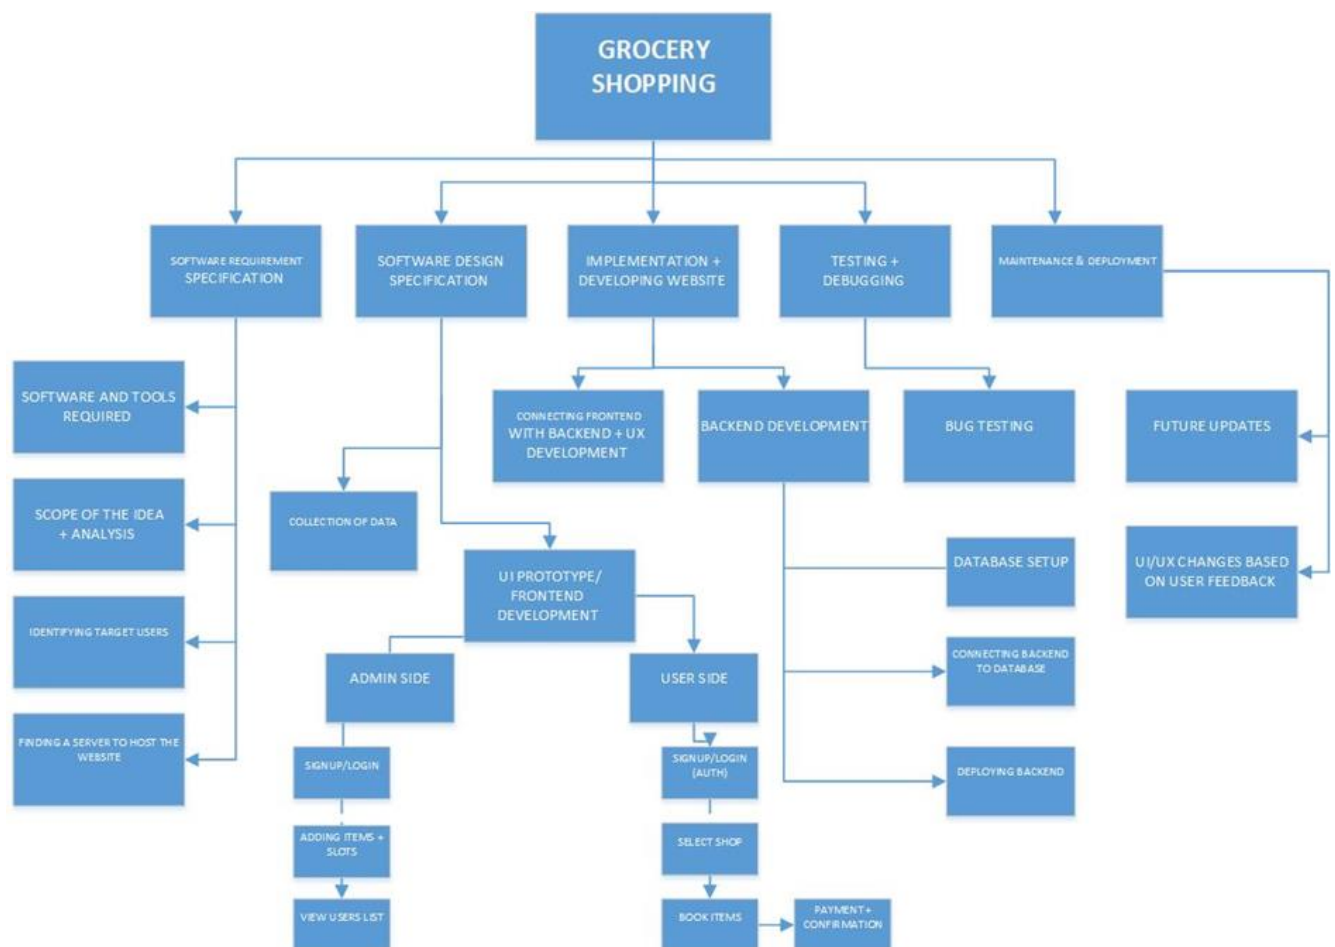 GROCERY
SHOPPING
SOFTWARE REQUIREMENT
SPECIFICATION
SOFTWARE DESIGN
SPECIFICATION
IMPLEMENTATION +
DEVELOPING WEBSITE
TESTING +
DEBUGGING
MAINTENANCE & DEPLOYMENT
SOFTWARE AND TOOLS
REQUIRED
SCOPE OF THE IDEA
+ ANALYSIS
IDENTIFYING TARGET USERS
FINDING A SERVER TO HOST THE
WEBSITE
COLLECTION OF DATA
UI PROTOTYPE/
FRONTEND
DEVELOPMENT
ADMIN SIDE
SIGNUP/LOGIN
ADDING ITEMS +
SLOTS
VIEW USERS LIST
USER SIDE
SIGNUP/LOGIN
(AUTH)
SELECT SHOP
BOOK ITEMS
PAYMENT +
CONFIRMATION
CONNECTING FRONTEND
WITH BACKEND + UX
DEVELOPMENT
BACKEND DEVELOPMENT
DATABASE SETUP
CONNECTING BACKEND
TO DATABASE
DEPLOYING BACKEND
BUG TESTING
FUTURE UPDATES
UI/UX CHANGES BASED
ON USER FEEDBACK